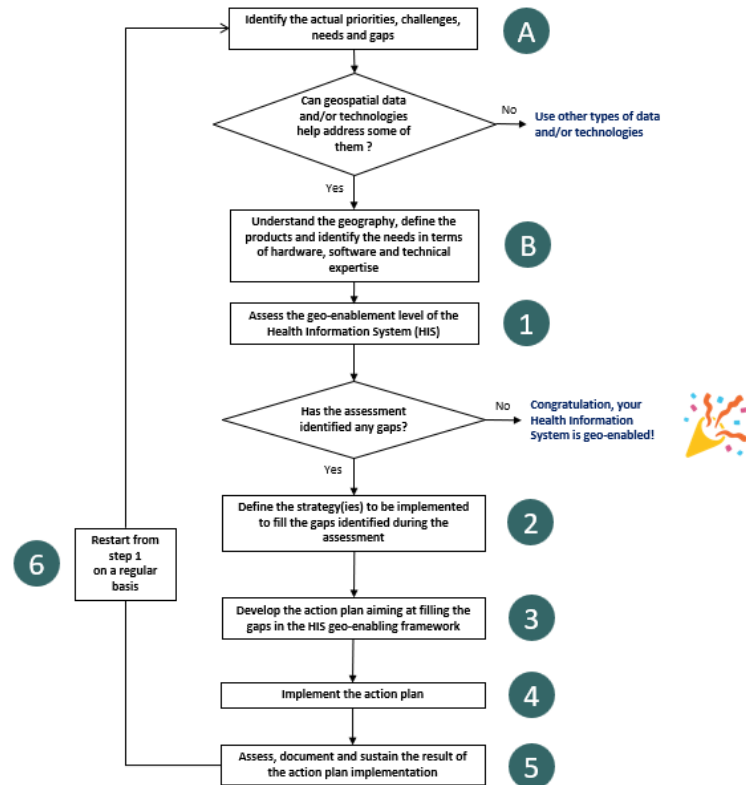 Identify the actual priorities, challenges,
needs and gaps
A
Can geospatial data
and/or technologies
help address some of
them ?
No
Use other types of data
and/or technologies
Yes
Understand the geography, define the
products and identify the needs in terms
of hardware, software and technical
expertise
B
Assess the geo-enablement level of the
Health Information System (HIS)
1
Has the assessment
identified any gaps?
No
Congratulation, your
Health Information
System is geo-enabled!
Yes
Define the strategy(ies) to be implemented
to fill the gaps identified during the
assessment
2
6
Restart from
step 1
on a regular
basis
Develop the action plan aiming at filling the
gaps in the HIS geo-enabling framework
3
Implement the action plan
4
Assess, document and sustain the result of
the action plan implementation
5